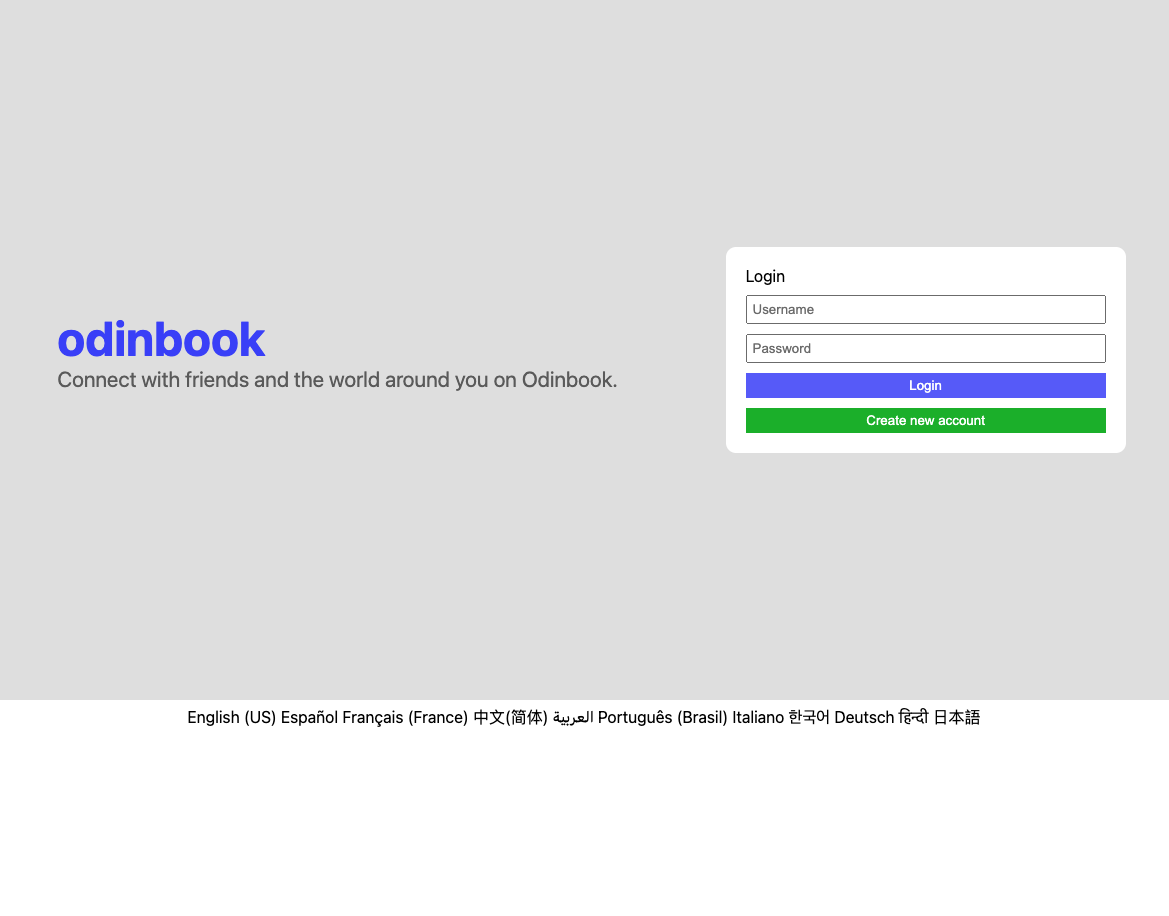 odinbook
Connect with friends and the world around you on Odinbook.
Login
Username
Password
Login
Create new account
English (US) Español Français (France) 中文(简体) العربية Português (Brasil) Italiano 한국어 Deutsch हिन्दी 日本語